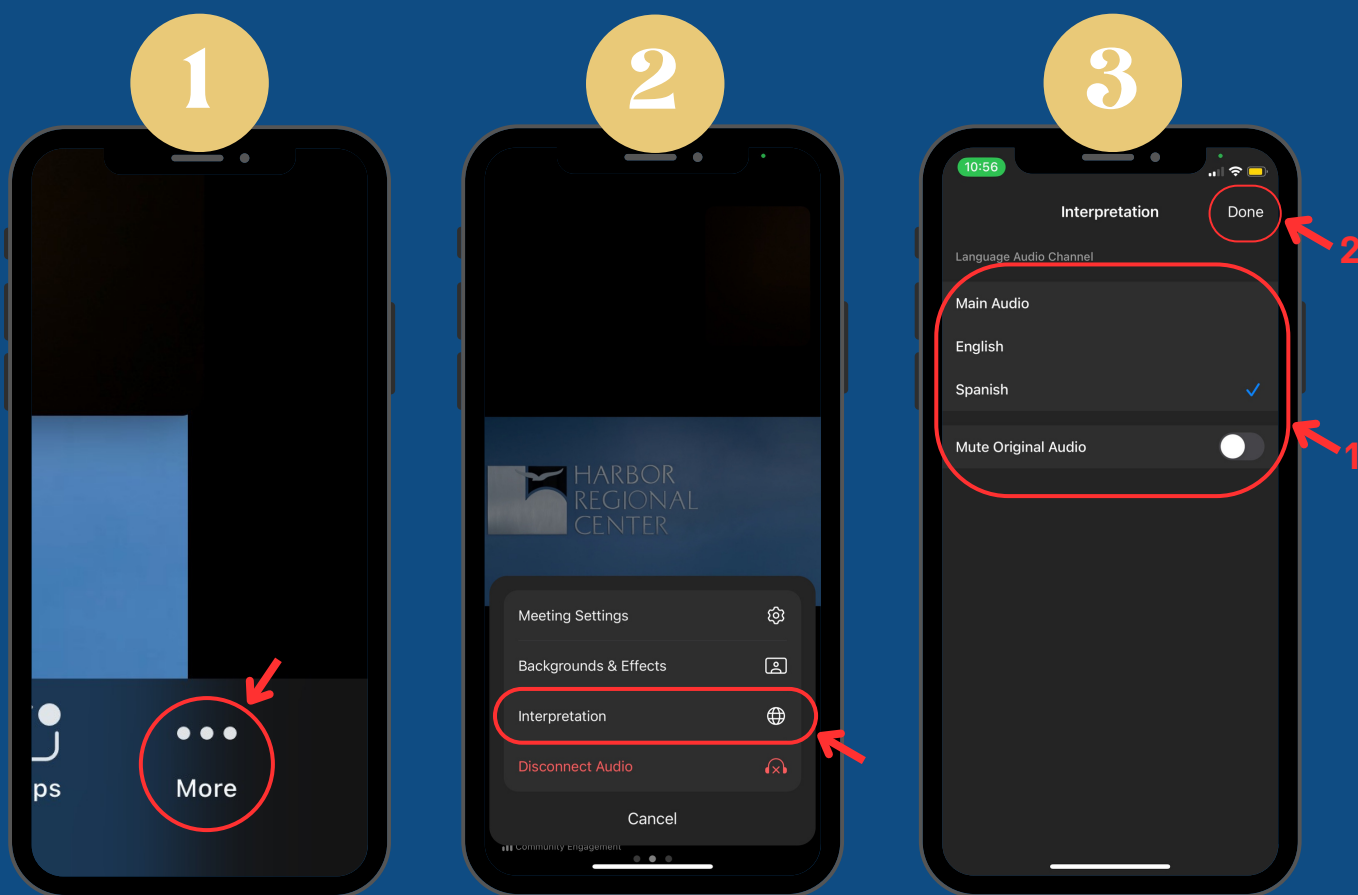 1
ps
More
2
HARBOR
REGIONAL
CENTER
Meeting Settings
Backgrounds & Effects
Interpretation
Disconnect Audio
Cancel
Community Engagement
3
10:56
Interpretation
Done
2
Language Audio Channel
Main Audio
English
Spanish
Mute Original Audio
1